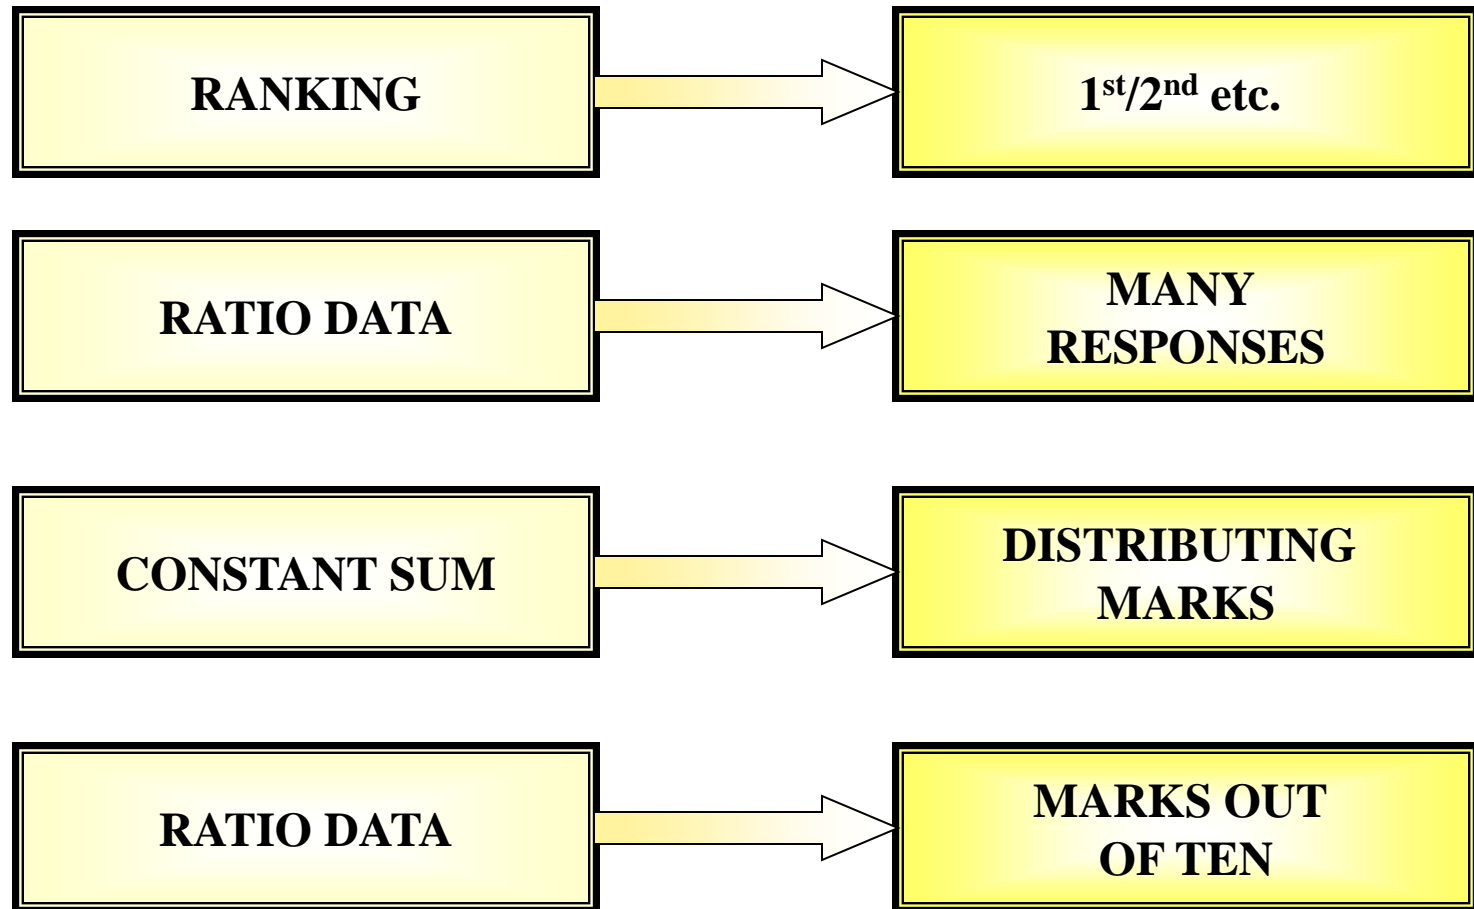 RANKING
1st/2nd etc.
RATIO DATA
MANY
RESPONSES
CONSTANT SUM
DISTRIBUTING
MARKS
RATIO DATA
MARKS OUT
OF TEN